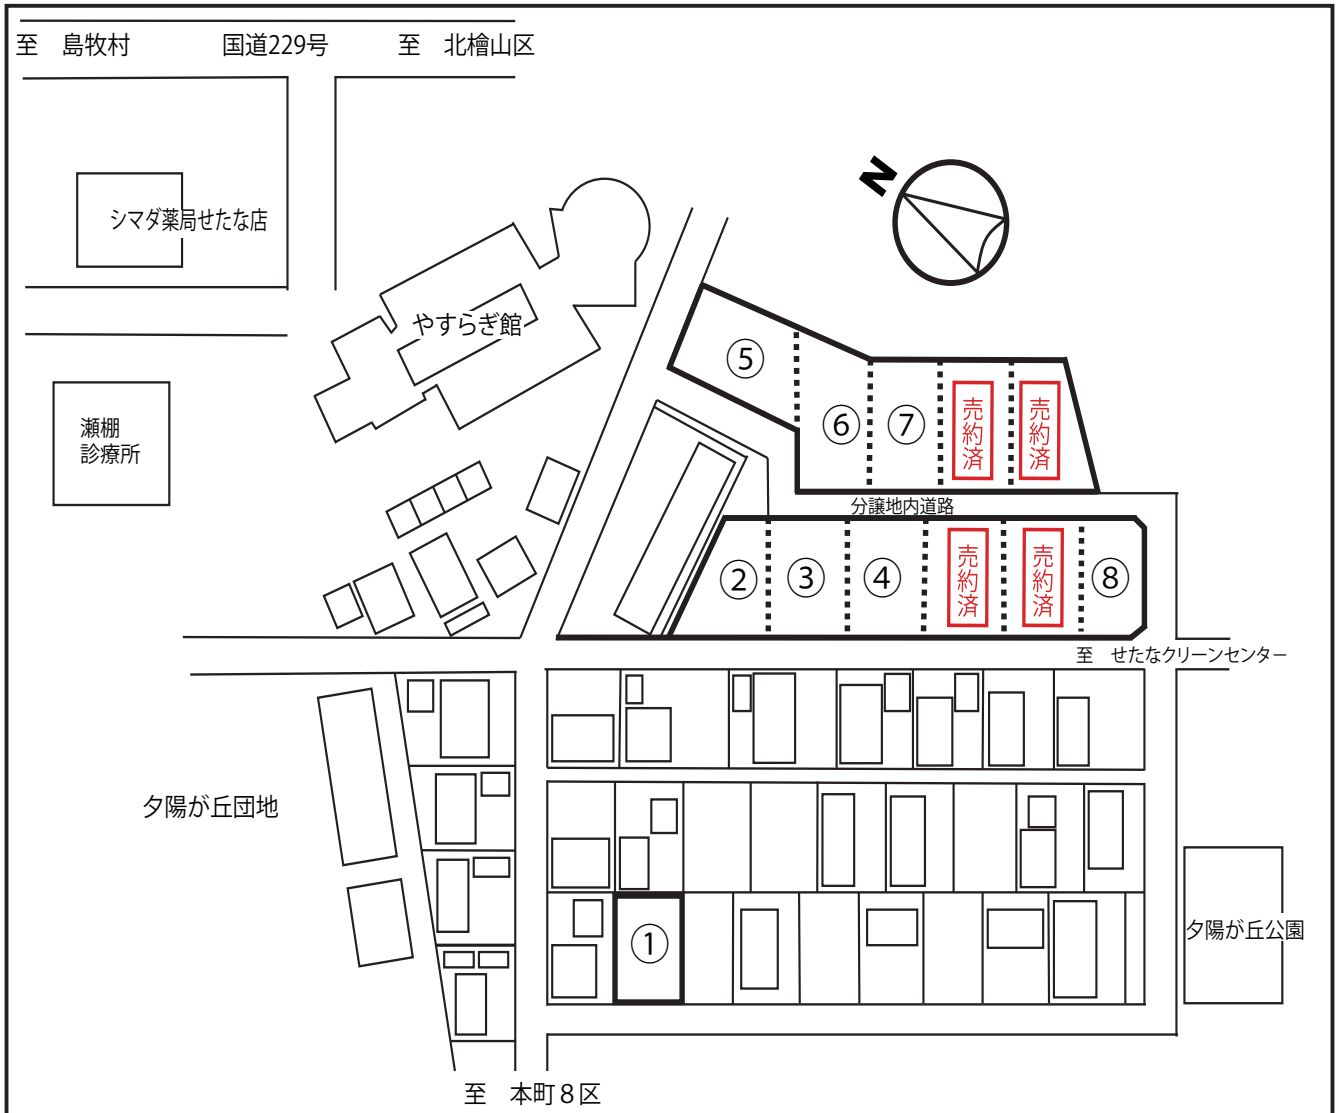 至　島牧村　国道229号　至　北檜山区
シマダ薬局せたな店
N
やすらぎ館
瀬棚
診療所
⑤
⑥
⑦
売約済
売約済
分譲地内道路
②
③
④
売約済
売約済
⑧
至　せたなクリーンセンター
夕陽が丘団地
①
夕陽が丘公園
至　本町８区